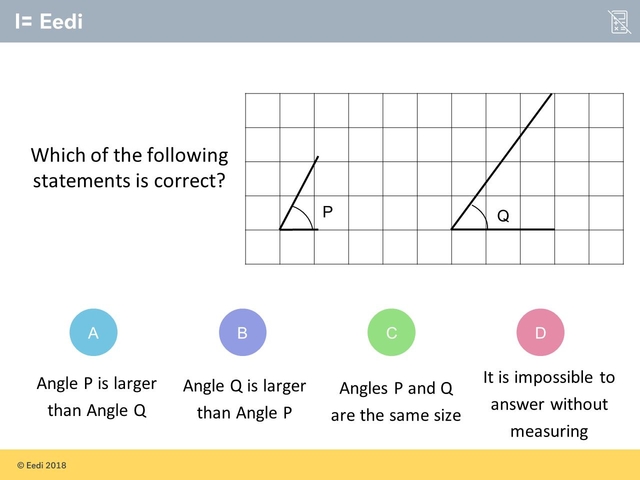 I= Eedi
Which of the following
statements is correct?
P
Q
A
B
C
D
Angle P is larger
than Angle Q
Angle Q is larger
than Angle P
Angles P and Q
are the same size
It is impossible to
answer without
measuring
© Eedi 2018